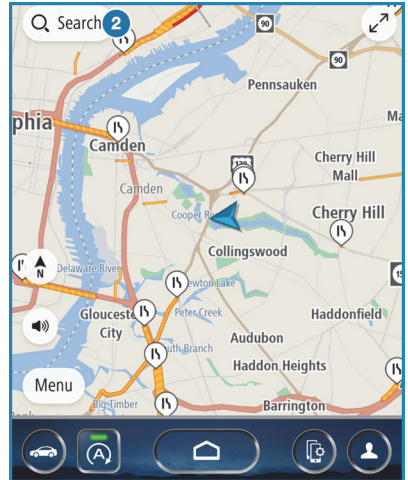 Search 2
90
90
Pennsauken
phia
Camden
Cherry Hill
Mall
130
Camden
Cherry Hill
Cooper
Collingswood
N
Delaware River
Newton Lake
Gloucester
City
Peter Creek
Haddonfield
Audubon
uth Branch
Haddon Heights
Menu
Big Timber
Barrington
A